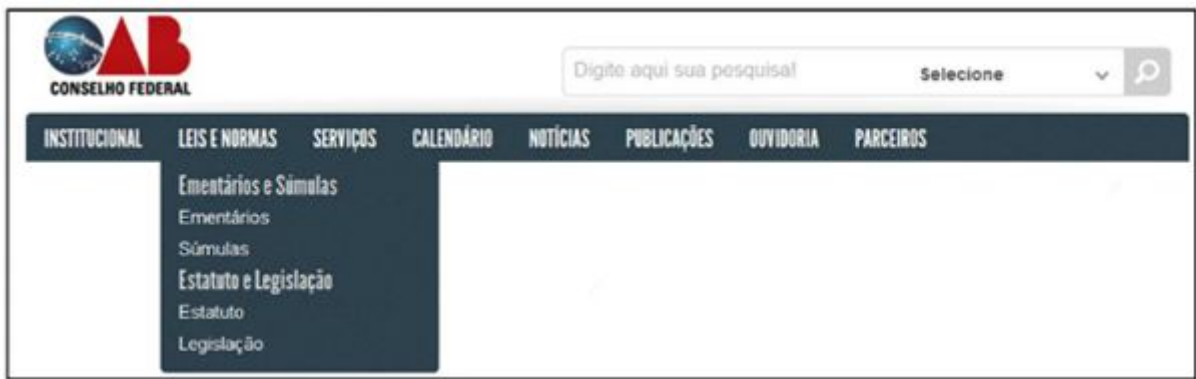 OAB
CONSELHO FEDERAL
Digite aqui sua pesquisa! Selecione
INSTITUCIONAL LEIS E NORMAS SERVIÇOS CALENDÁRIO NOTÍCIAS PUBLICAÇÕES OUVIDORIA PARCEIROS
Ementários e Súmulas
Ementários
Súmulas
Estatuto e Legislação
Estatuto
Legislação